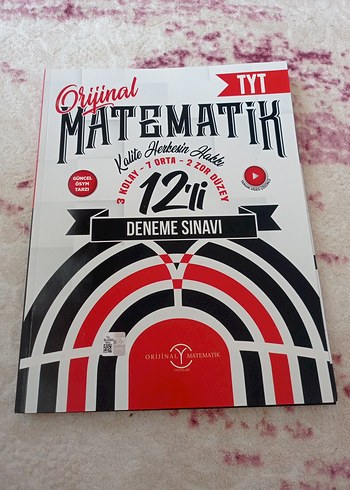 TYT
Orijinal
MATEMATİK
Kalite Herkesin Hakkı
GÜNCEL
ÖSYM
TARZI
3 KOLAY - 7 ORTA - 2 ZOR DÜZEY
12'li
DENEME SINAVI
ORİJİNAL MATEMATİK